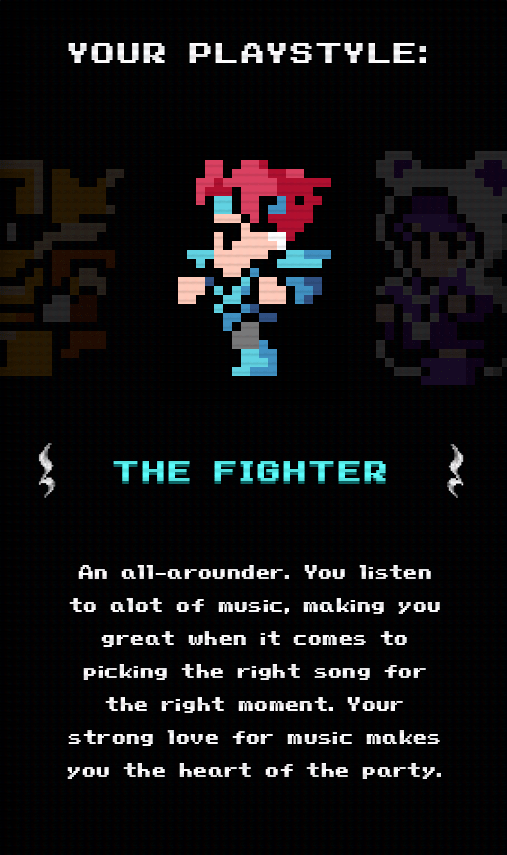 YOUR PLAYSTYLE:
THE FIGHTER
An all-arounder. You listen
to alot of music, making you
great when it comes to
picking the right song for
the right moment. Your
strong love for music makes
you the heart of the party.